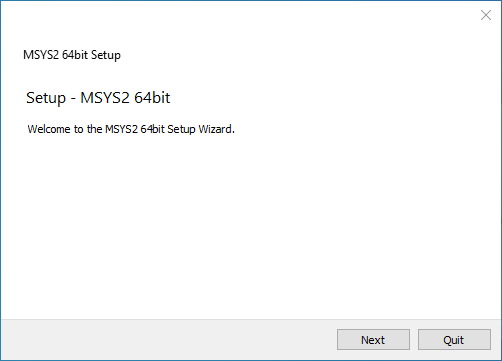 MSYS2 64bit Setup
Setup - MSYS2 64bit
Welcome to the MSYS2 64bit Setup Wizard.
Next
Quit